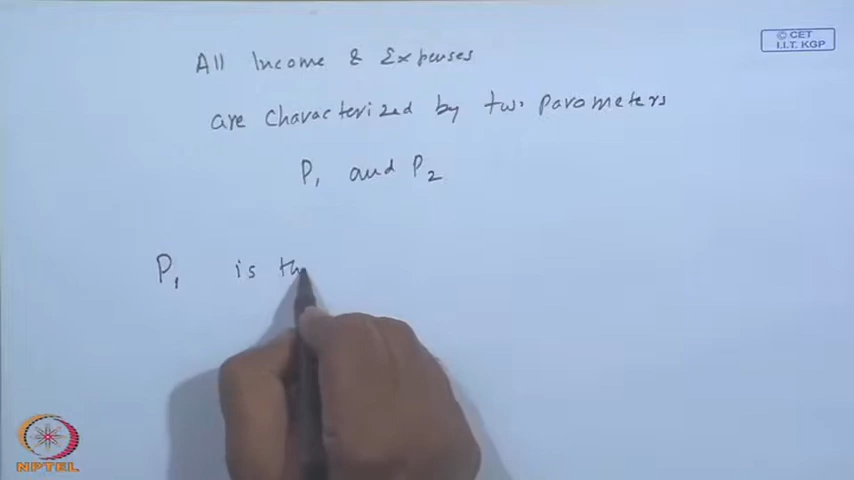 © CET
I.I.T. KGP
All Income & Expenses
are characterized by two parameters
P1 and P2
P1 is th
NPTEL